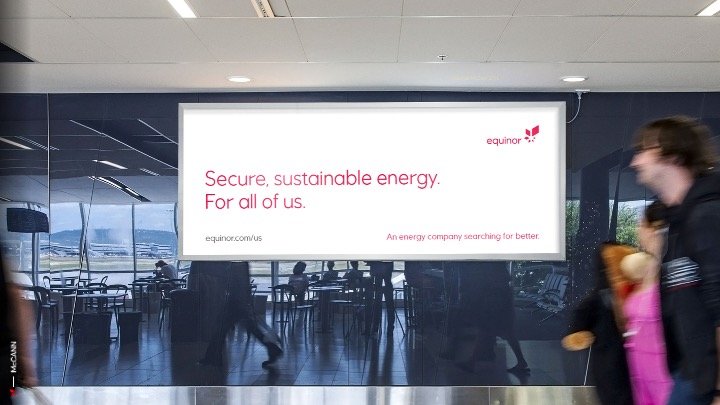 equinor
Secure, sustainable energy.
For all of us.
equinor.com/us
An energy company searching for better.
McCANN